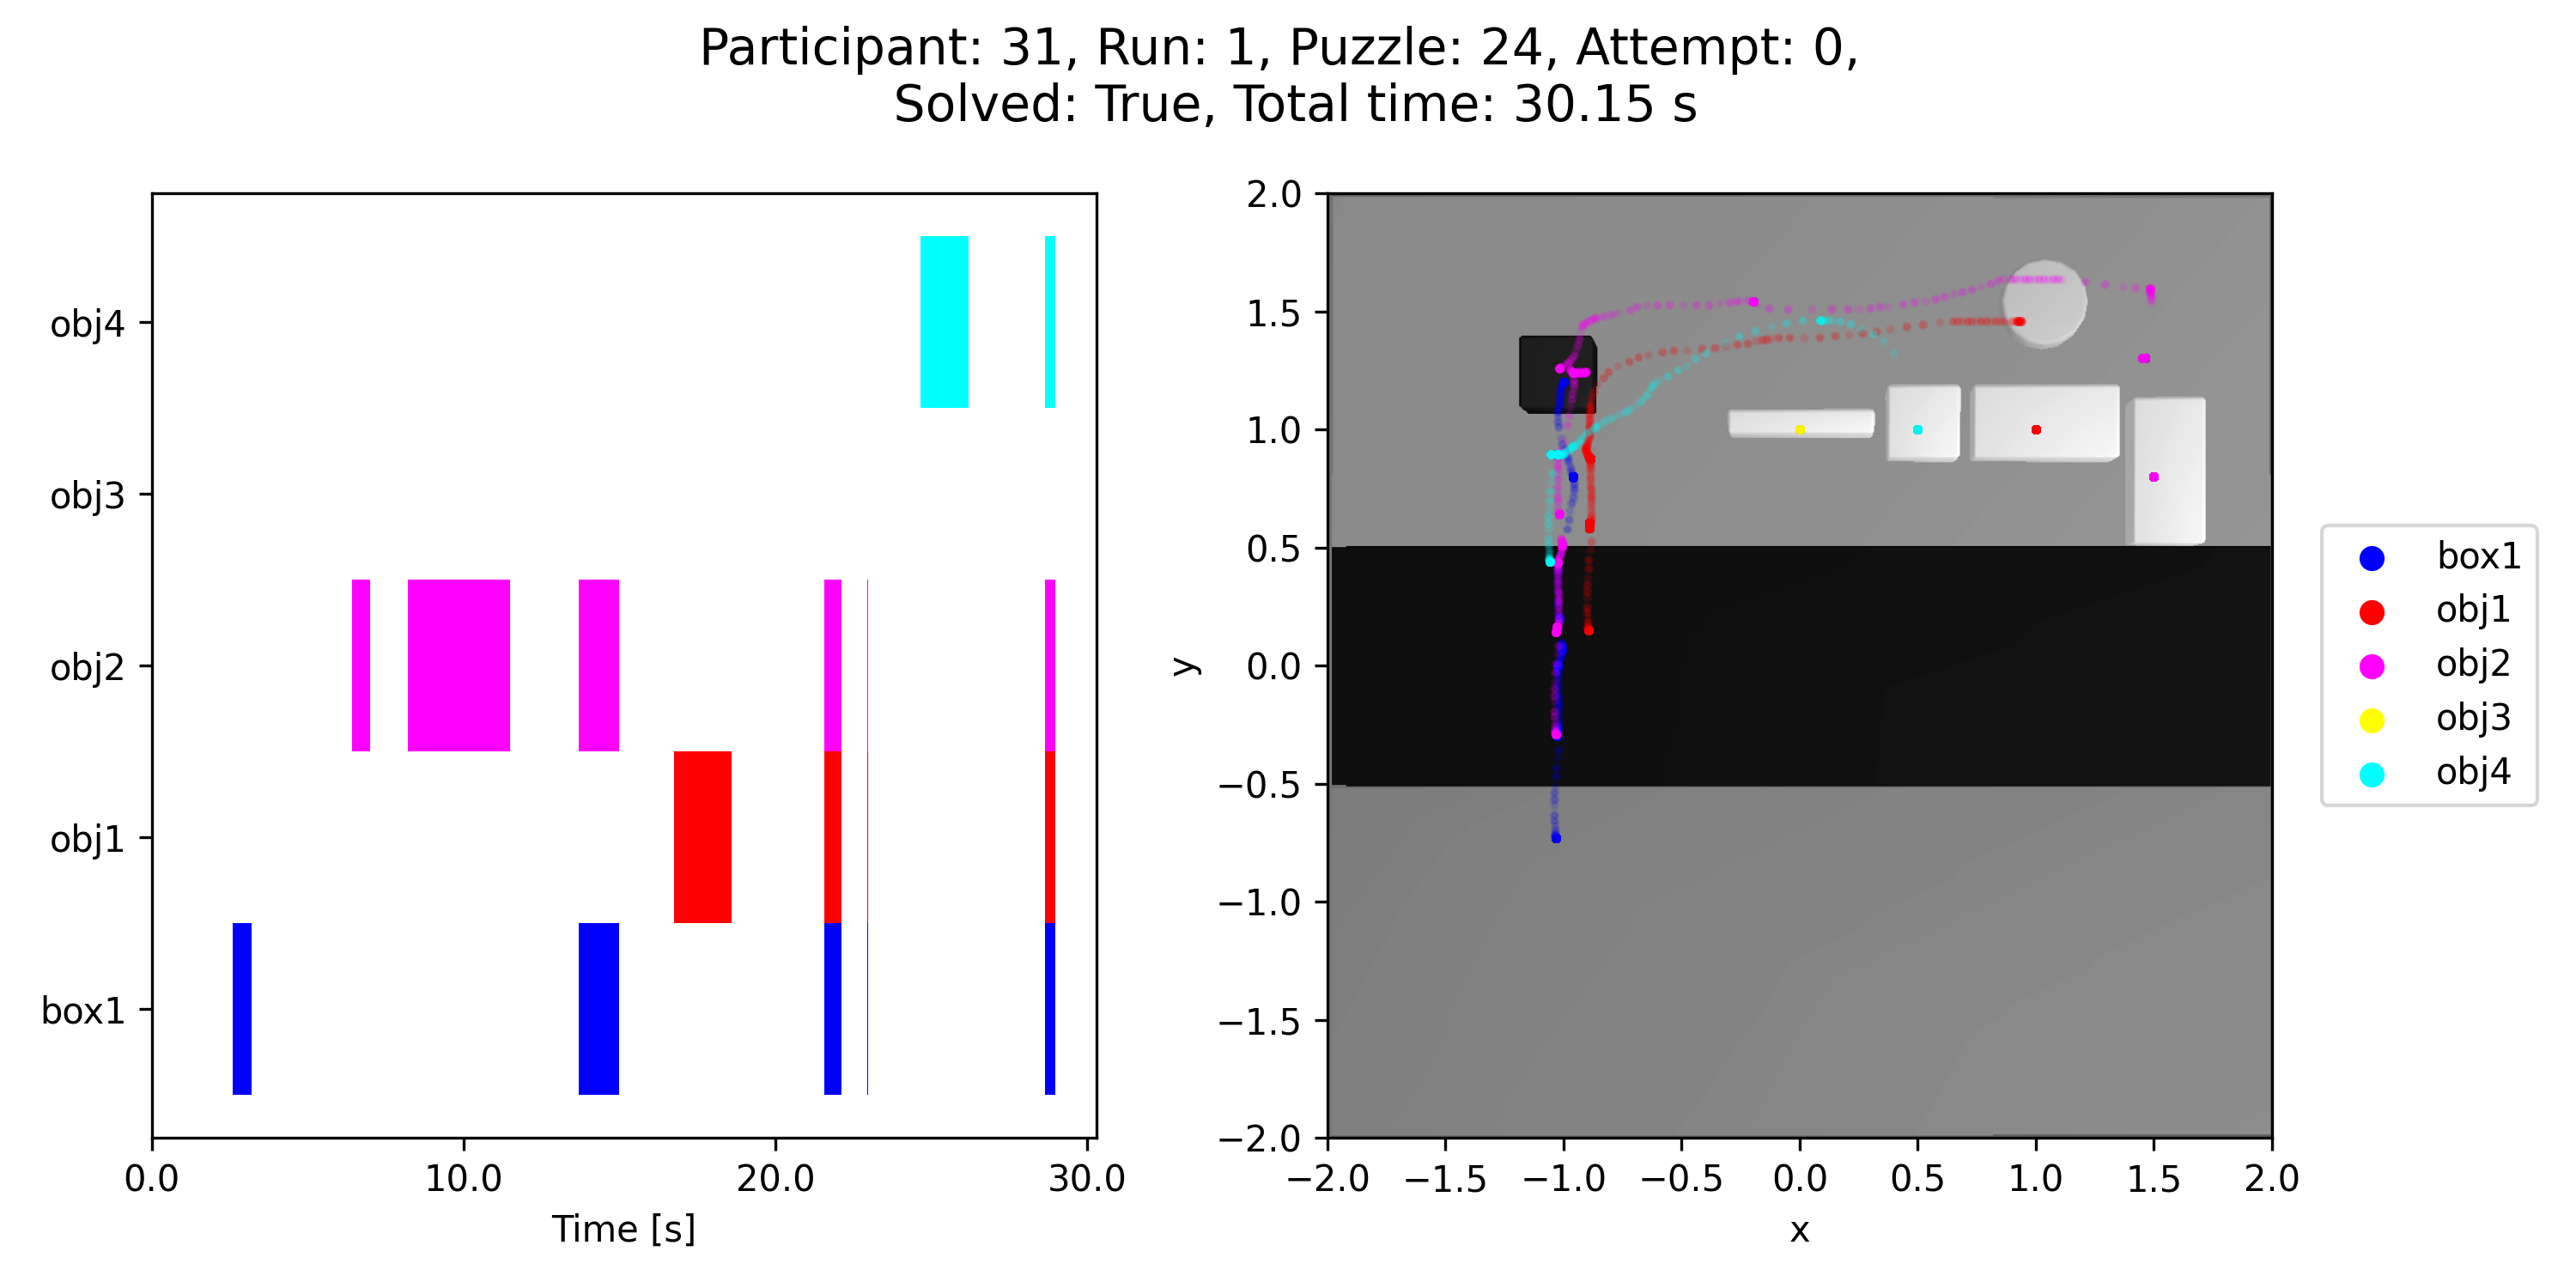 Participant: 31, Run: 1, Puzzle: 24, Attempt: 0,
Solved: True, Total time: 30.15 s
obj4
obj3
obj2
obj1
box1
0.0 10.0 20.0 30.0
Time [s]
2.0
1.5
1.0
0.5
0.0
−0.5
−1.0
−1.5
−2.0
y
−2.0 −1.5 −1.0 −0.5 0.0 0.5 1.0 1.5 2.0
x
box1
obj1
obj2
obj3
obj4